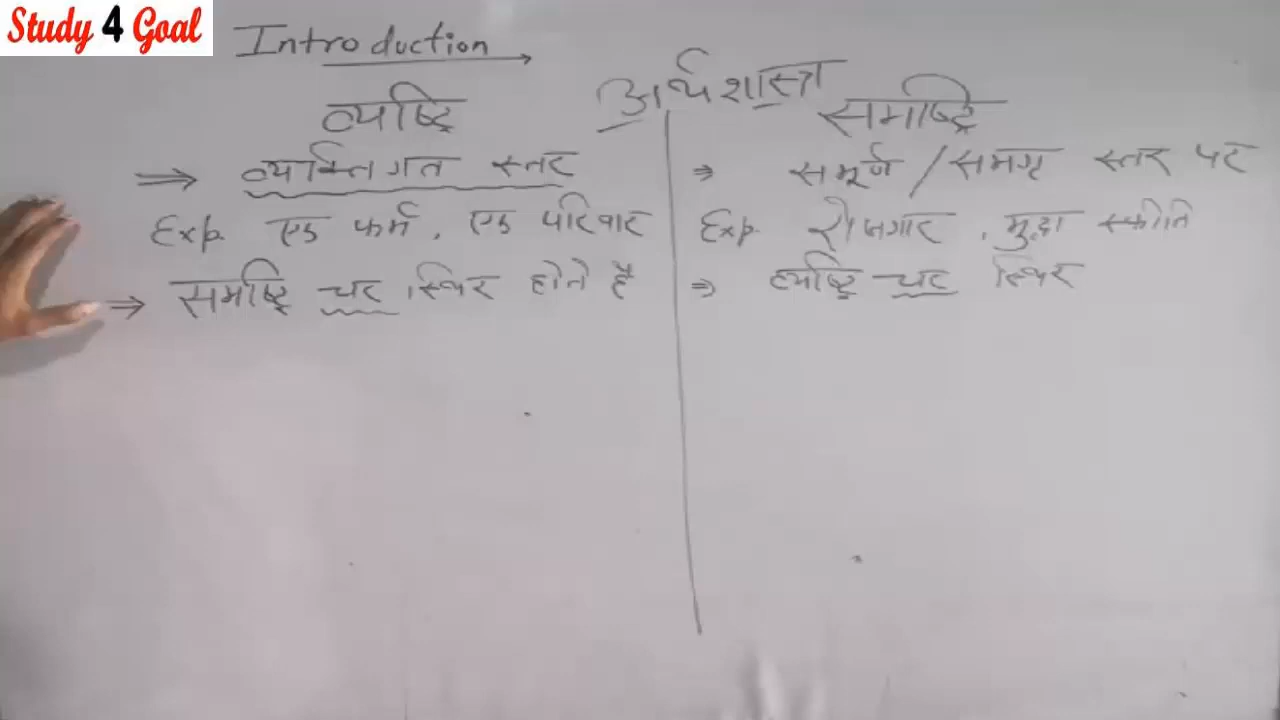 Study 4 Goal
Introduction
अर्थशास्त्र
व्यष्टि
⇒ व्यक्तिगत स्तर
Exp. एक फर्म, एक परिवार
⇒ समष्टि चर स्थिर होते है
समष्टि
⇒ सम्पूर्ण / समग्र स्तर पर
Exp. रोजगार, मुद्रा स्फीति
⇒ व्यष्टि चर स्थिर